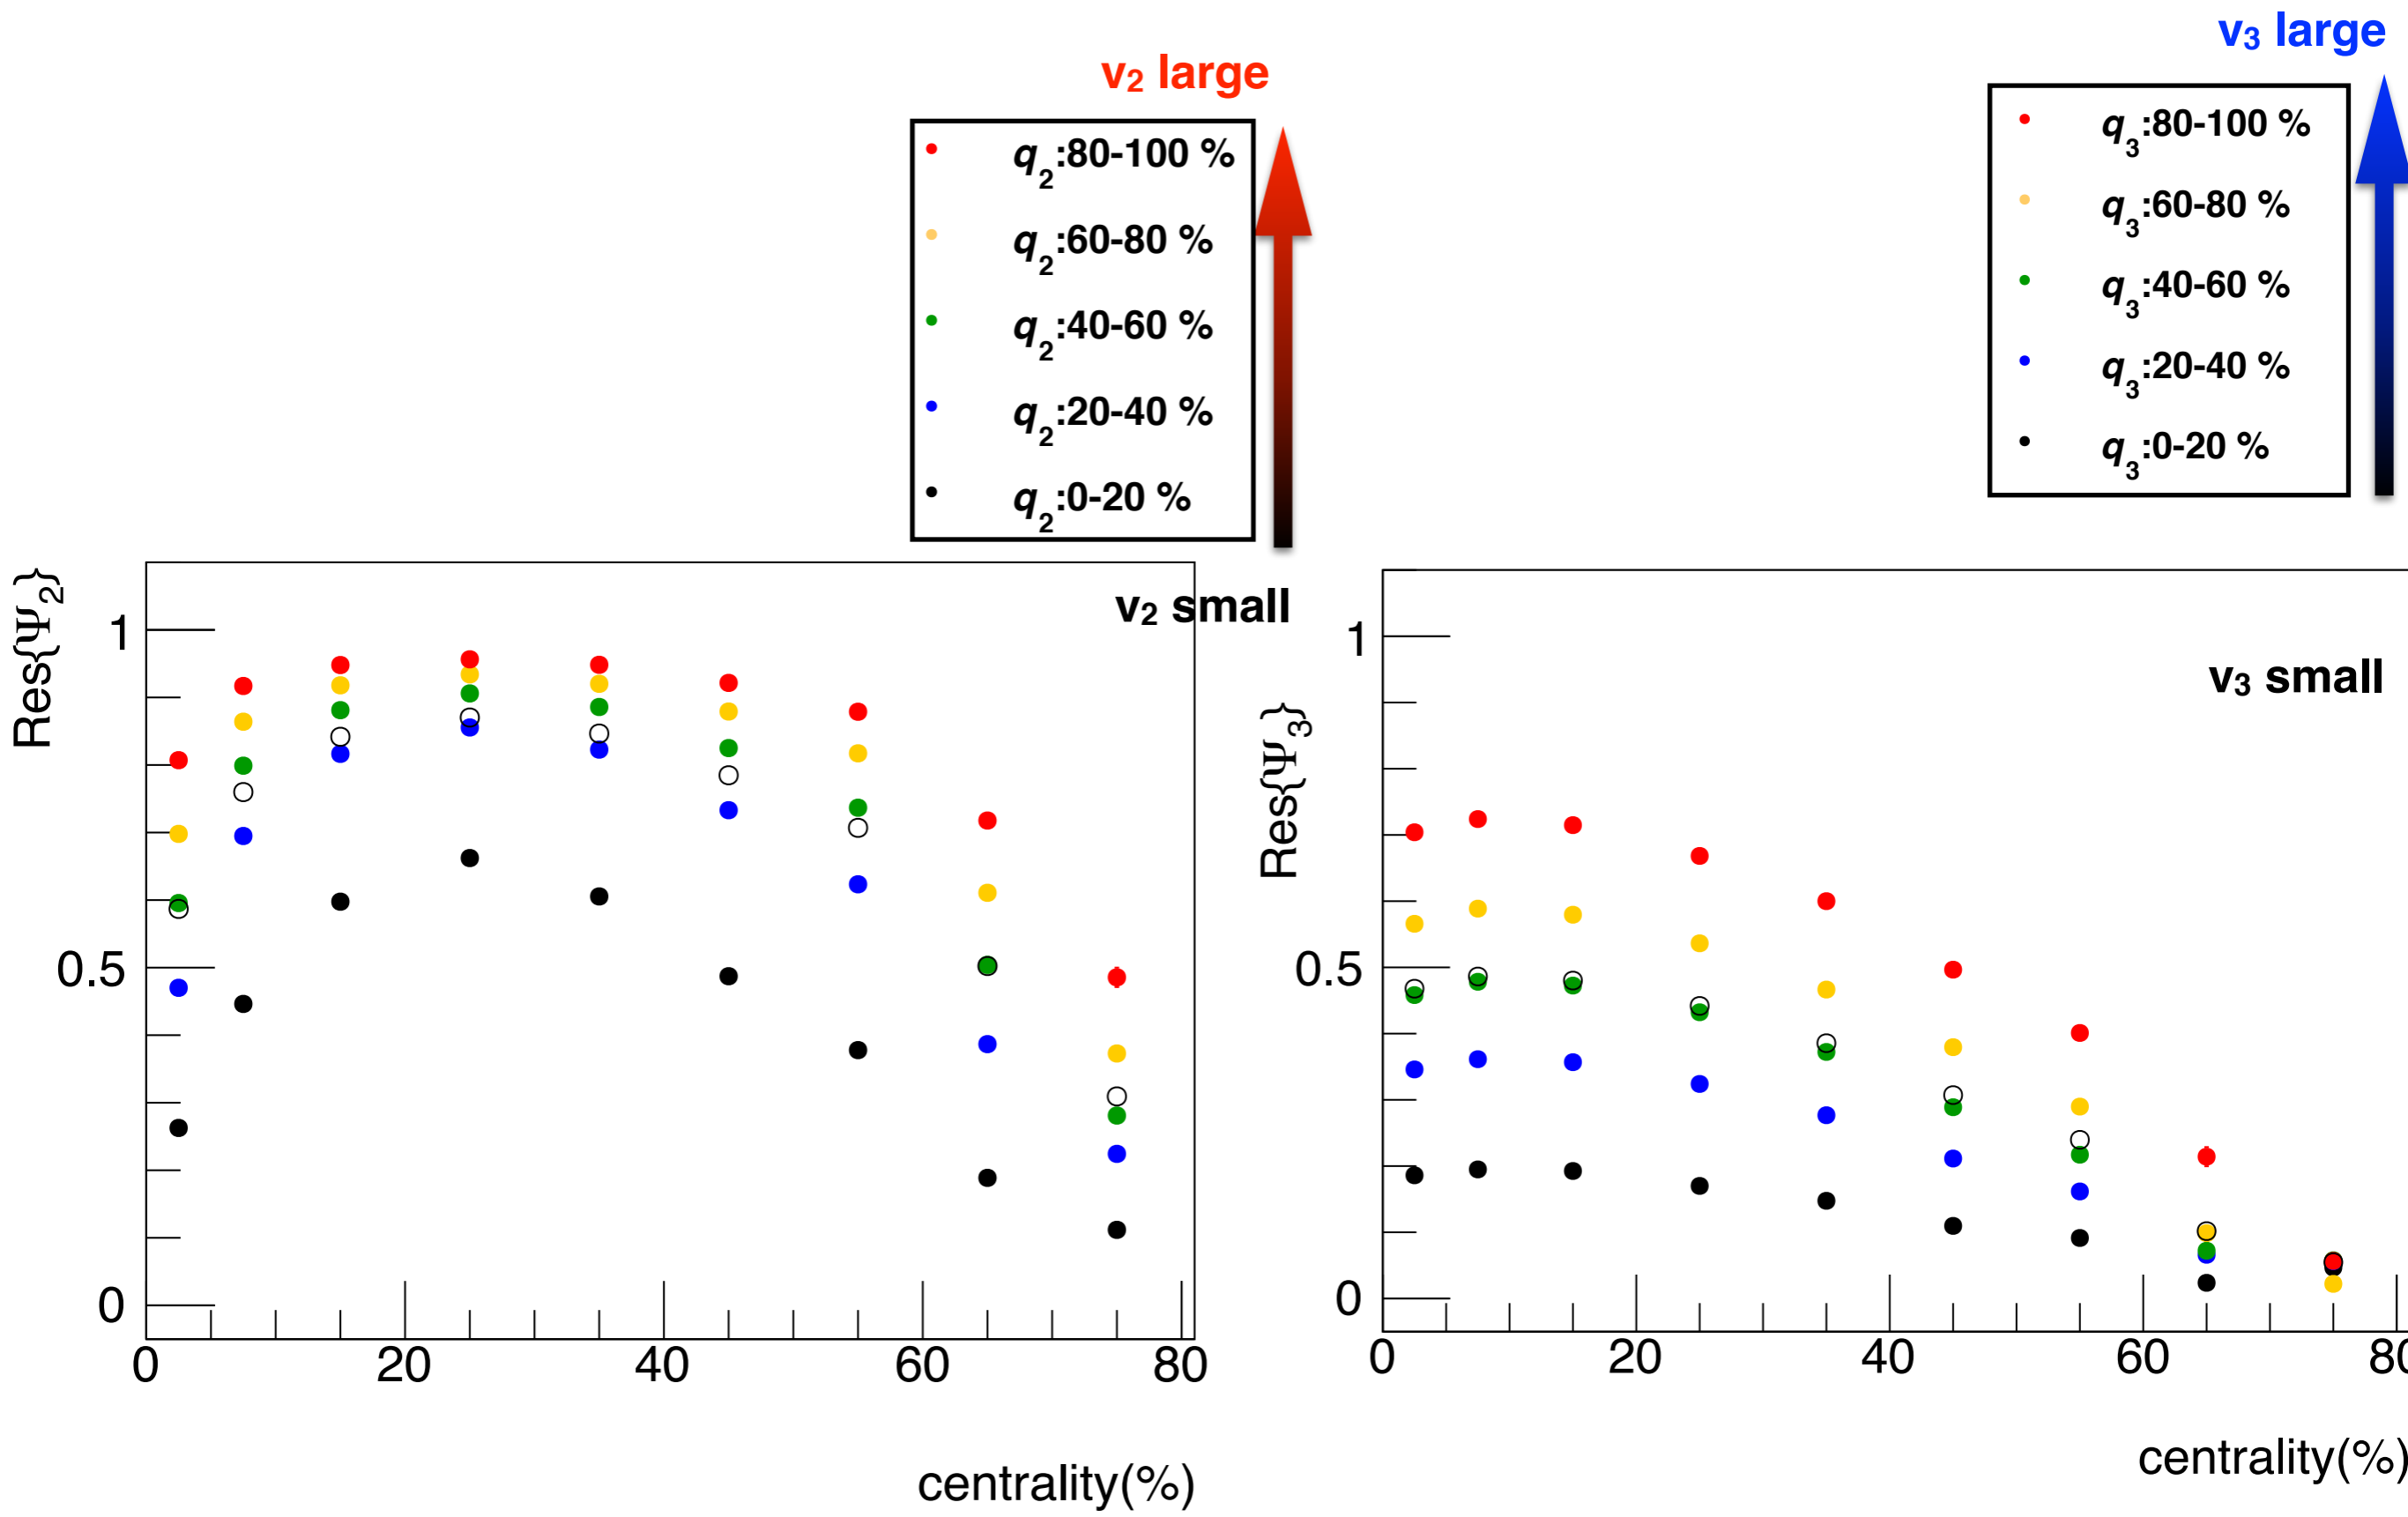 v2 large
q2:80-100 %
q2:60-80 %
q2:40-60 %
q2:20-40 %
q2:0-20 %
v2 small
Res{Ψ2}
1
0.5
0
0 20 40 60 80
centrality(%)
v3 large
q3:80-100 %
q3:60-80 %
q3:40-60 %
q3:20-40 %
q3:0-20 %
v3 small
Res{Ψ3}
1
0.5
0
0 20 40 60 80
centrality(%)